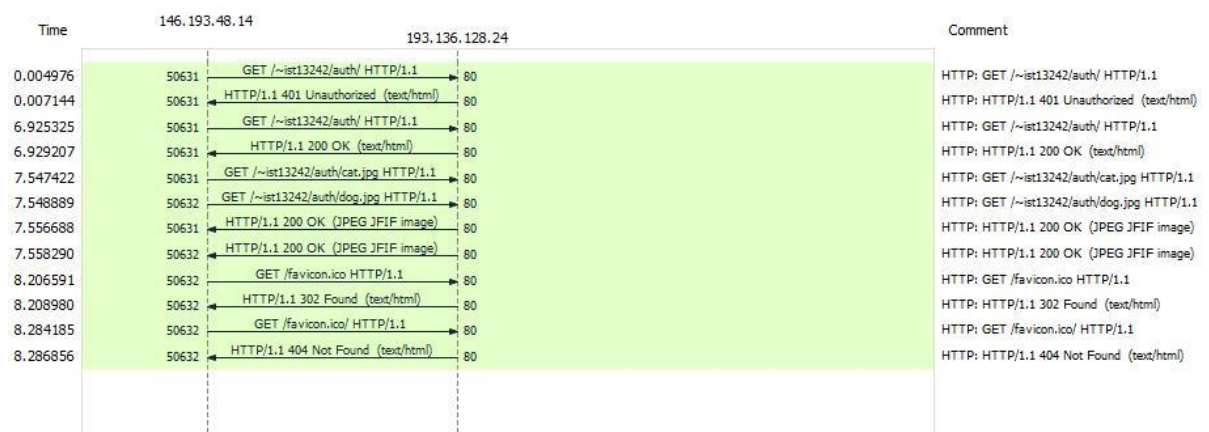 Time 146.193.48.14 193.136.128.24 Comment
0.004976 50631 GET /~ist13242/auth/ HTTP/1.1 80 HTTP: GET /~ist13242/auth/ HTTP/1.1
0.007144 50631 HTTP/1.1 401 Unauthorized (text/html) 80 HTTP: HTTP/1.1 401 Unauthorized (text/html)
6.925325 50631 GET /~ist13242/auth/ HTTP/1.1 80 HTTP: GET /~ist13242/auth/ HTTP/1.1
6.929207 50631 HTTP/1.1 200 OK (text/html) 80 HTTP: HTTP/1.1 200 OK (text/html)
7.547422 50631 GET /~ist13242/auth/cat.jpg HTTP/1.1 80 HTTP: GET /~ist13242/auth/cat.jpg HTTP/1.1
7.548889 50632 GET /~ist13242/auth/dog.jpg HTTP/1.1 80 HTTP: GET /~ist13242/auth/dog.jpg HTTP/1.1
7.556688 50631 HTTP/1.1 200 OK (JPEG JFIF image) 80 HTTP: HTTP/1.1 200 OK (JPEG JFIF image)
7.558290 50632 HTTP/1.1 200 OK (JPEG JFIF image) 80 HTTP: HTTP/1.1 200 OK (JPEG JFIF image)
8.206591 50632 GET /favicon.ico HTTP/1.1 80 HTTP: GET /favicon.ico HTTP/1.1
8.208980 50632 HTTP/1.1 302 Found (text/html) 80 HTTP: HTTP/1.1 302 Found (text/html)
8.284185 50632 GET /favicon.ico/ HTTP/1.1 80 HTTP: GET /favicon.ico/ HTTP/1.1
8.286856 50632 HTTP/1.1 404 Not Found (text/html) 80 HTTP: HTTP/1.1 404 Not Found (text/html)